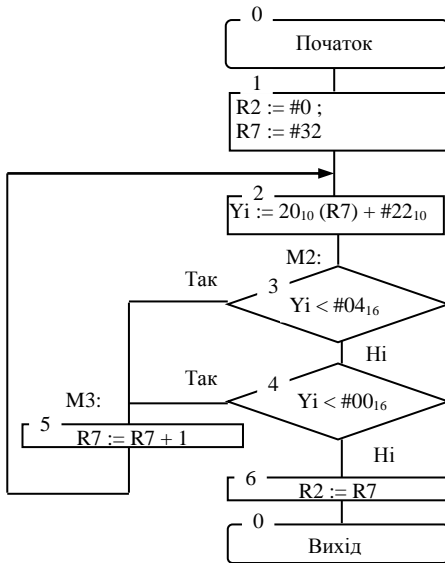 0
Початок
1
R2 := #0 ;
R7 := #32
2
Yi := 20₁₀ (R7) + #22₁₀
M2:
Так
3
Yi < #04₁₆
Ні
Так
4
Yi < #00₁₆
M3:
5
R7 := R7 + 1
Ні
6
R2 := R7
0
Вихід